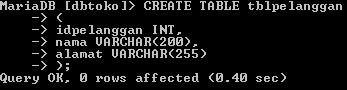 MariaDB [dbtoko]> CREATE TABLE tblpelanggan
-> (
-> idpelanggan INT,
-> nama VARCHAR(200),
-> alamat VARCHAR(255)
-> );
Query OK, 0 rows affected (0.40 sec)